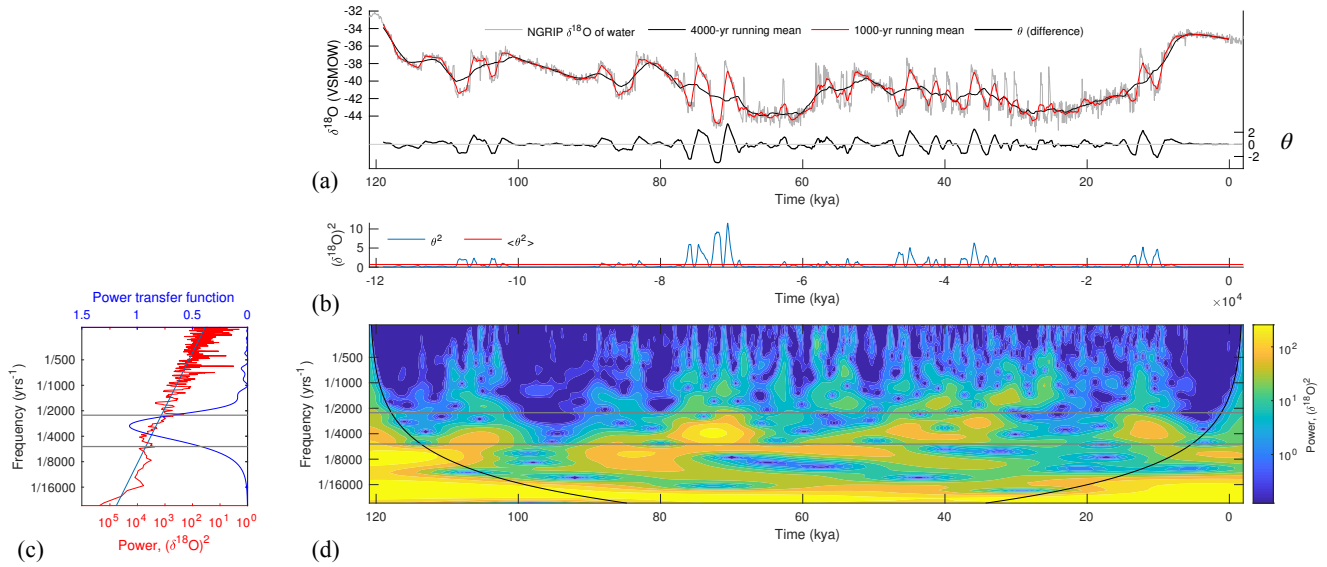 -32
-34
-36
-38
-40
-42
-44
δ18O (VSMOW)
NGRIP δ18O of water
4000-yr running mean
1000-yr running mean
θ (difference)
2
0
-2
θ
120 100 80 60 40 20 0
Time (kya)
(a)
10
5
0
(δ18O)2
θ2
<θ2>
-12 -10 -8 -6 -4 -2 0
Time (kya)
×104
(b)
Power transfer function
1.5 1 0.4 0
1/500
1/1000
1/2000
1/4000
1/8000
1/16000
Frequency (yrs-1)
105 104 103 102 101 100
Power, (δ18O)2
(c)
1/500
1/1000
1/2000
1/4000
1/8000
1/16000
Frequency (yrs-1)
120 100 80 60 40 20 0
Time (kya)
(d)
102
101
100
Power, (δ18O)2